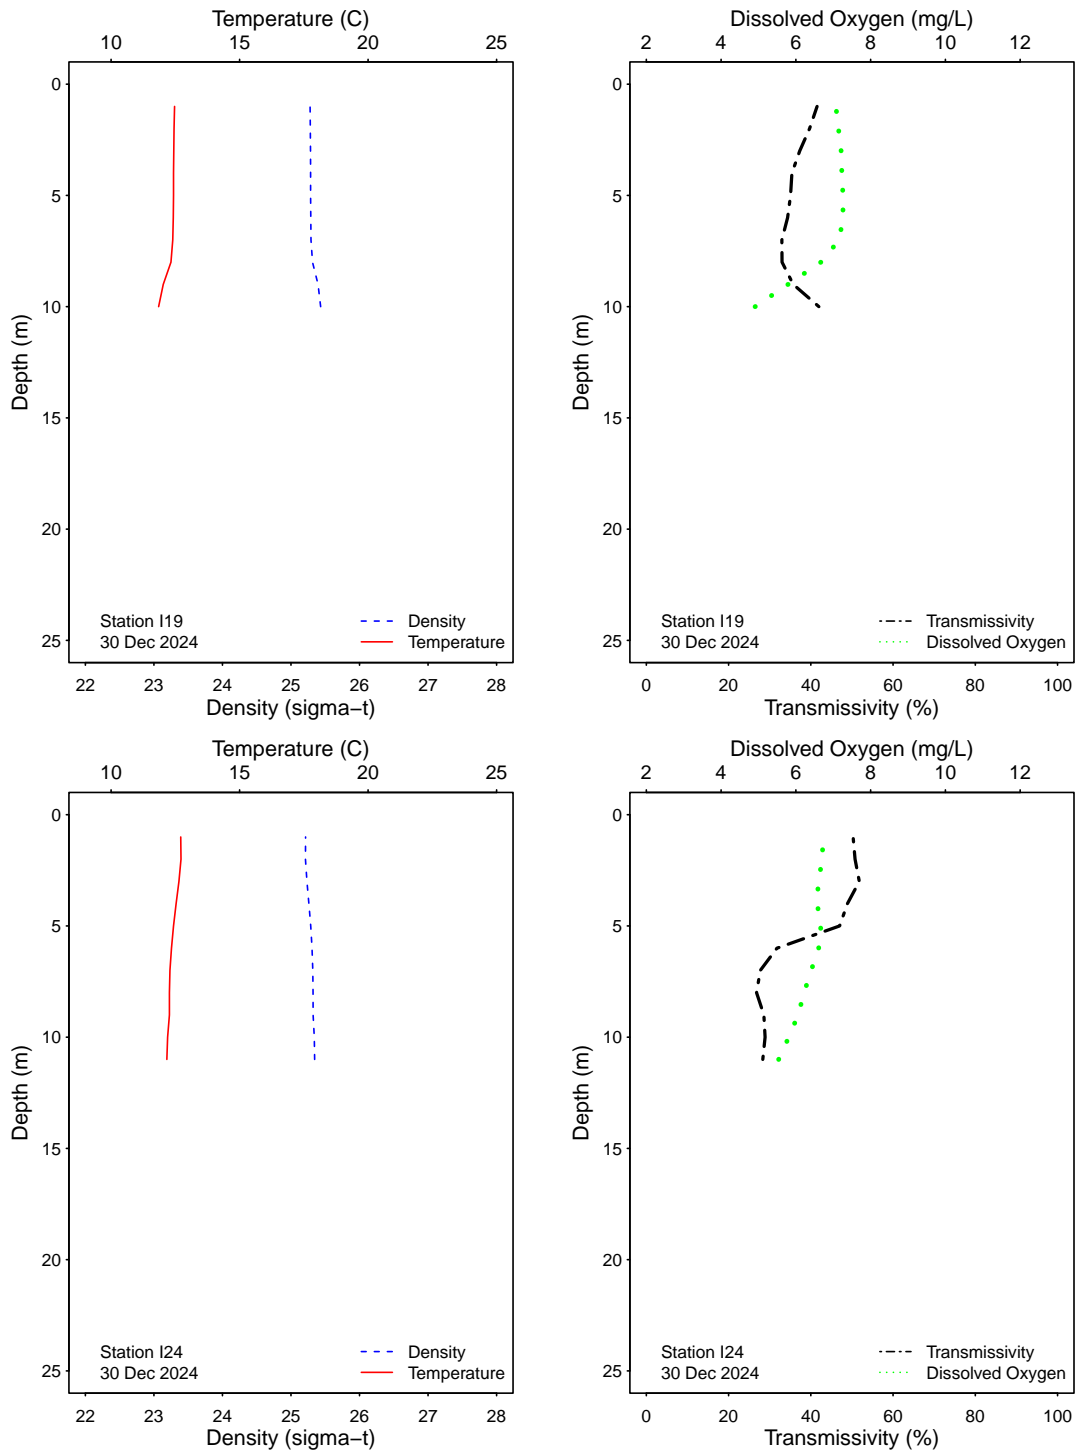 Temperature (C)
10 15 20 25
0
5
10
15
20
25
Depth (m)
Station I19
30 Dec 2024
Density
Temperature
22 23 24 25 26 27 28
Density (sigma−t)
Dissolved Oxygen (mg/L)
2 4 6 8 10 12
0
5
10
15
20
25
Depth (m)
Station I19
30 Dec 2024
Transmissivity
Dissolved Oxygen
0 20 40 60 80 100
Transmissivity (%)
Temperature (C)
10 15 20 25
0
5
10
15
20
25
Depth (m)
Station I24
30 Dec 2024
Density
Temperature
22 23 24 25 26 27 28
Density (sigma−t)
Dissolved Oxygen (mg/L)
2 4 6 8 10 12
0
5
10
15
20
25
Depth (m)
Station I24
30 Dec 2024
Transmissivity
Dissolved Oxygen
0 20 40 60 80 100
Transmissivity (%)